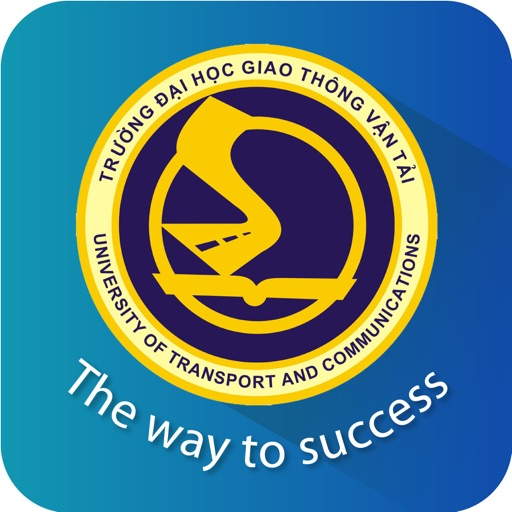 TRƯỜNG ĐẠI HỌC GIAO THÔNG VẬN TẢI
UNIVERSITY OF TRANSPORT AND COMMUNICATIONS
The way to success